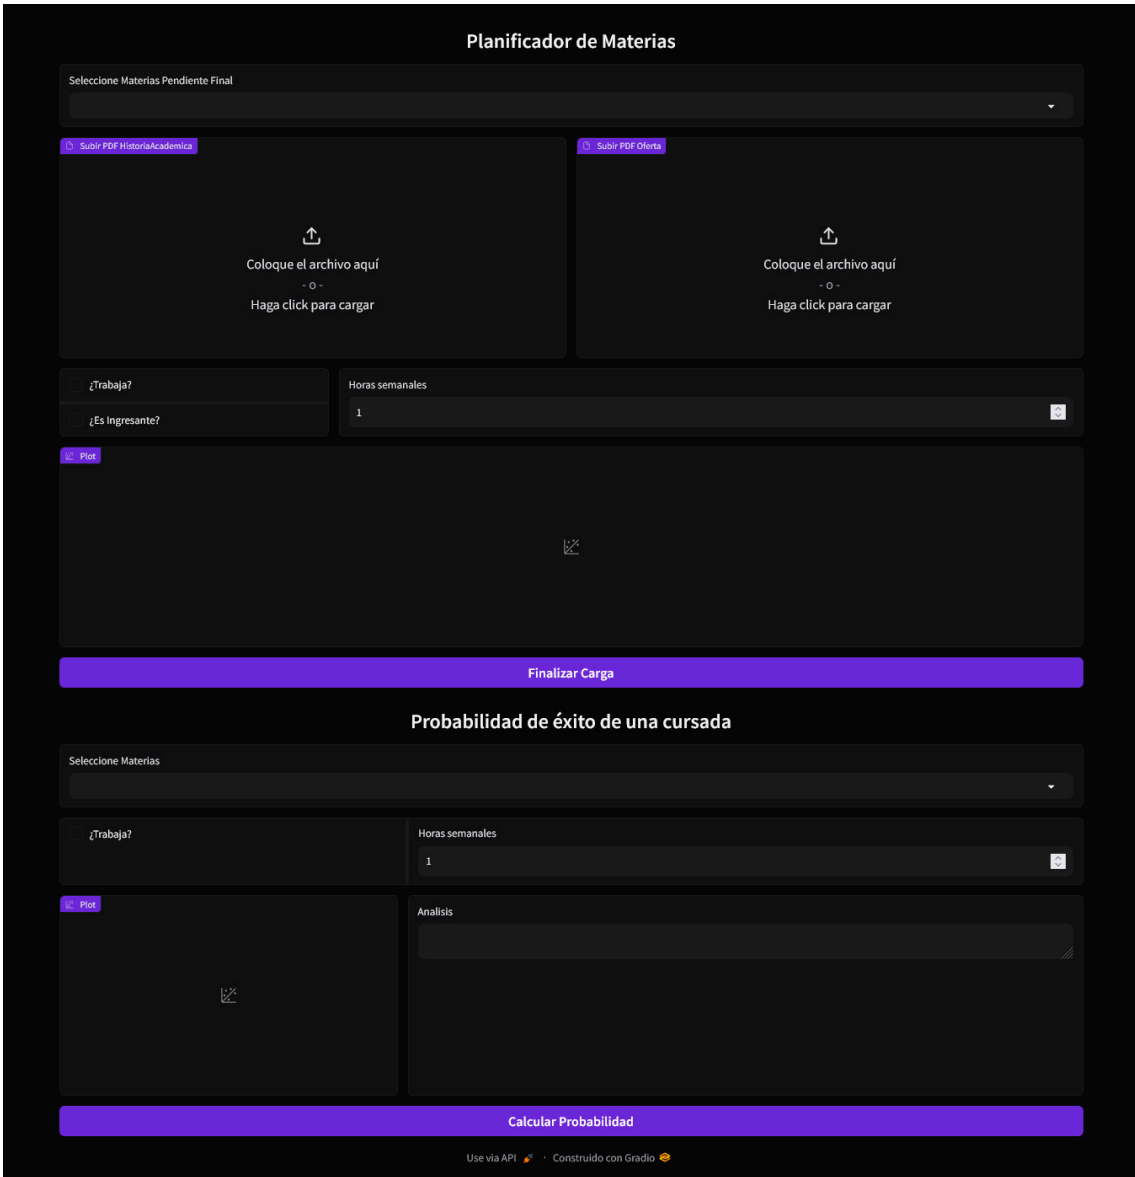 Planificador de Materias
Seleccione Materias Pendiente Final
Subir PDF HistoriaAcademica
Subir PDF Oferta
Coloque el archivo aquí
- o -
Haga click para cargar
Coloque el archivo aquí
- o -
Haga click para cargar
¿Trabaja?
¿Es Ingresante?
Horas semanales
1
Plot
Finalizar Carga
Probabilidad de éxito de una cursada
Seleccione Materias
¿Trabaja?
Horas semanales
1
Plot
Analisis
Calcular Probabilidad
Use via API · Construido con Gradio